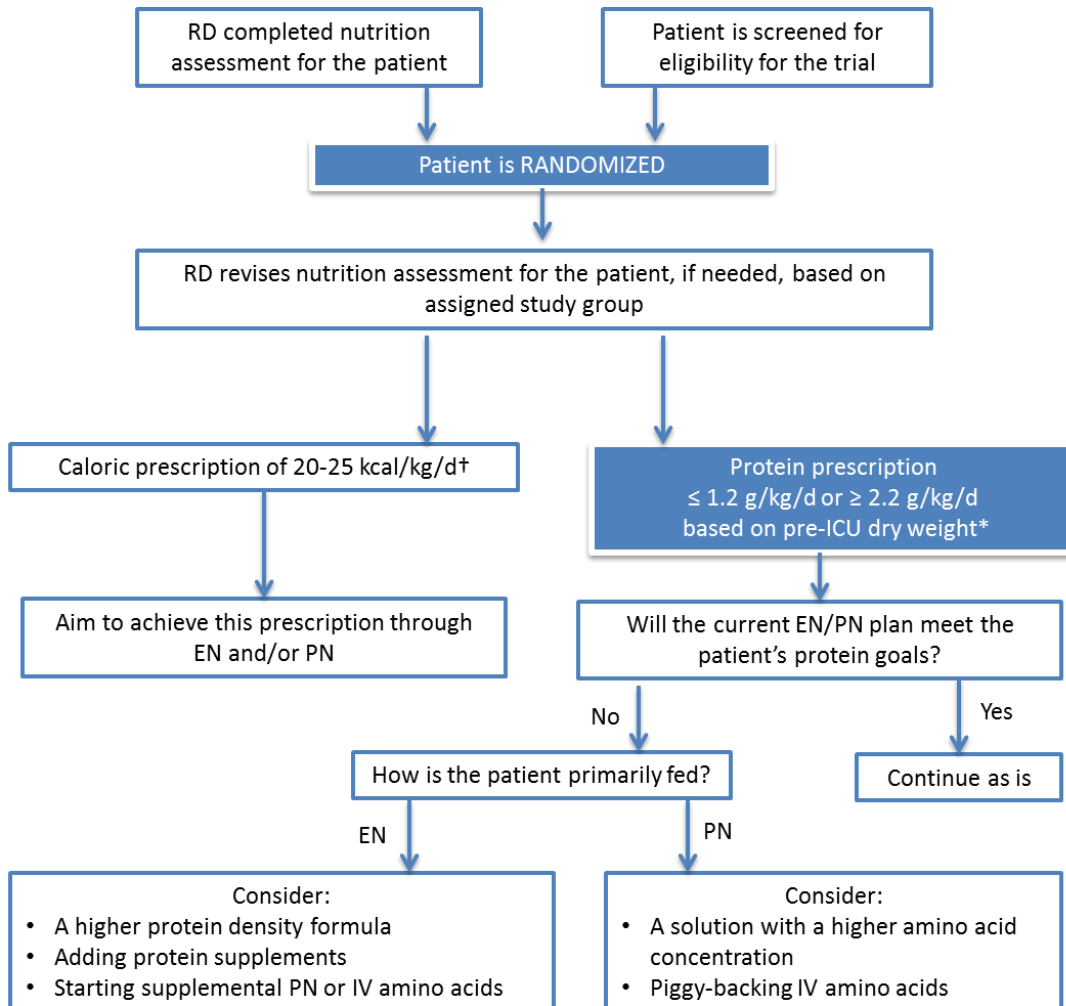 RD completed nutrition
assessment for the patient
Patient is screened for
eligibility for the trial
Patient is RANDOMIZED
RD revises nutrition assessment for the patient, if needed, based on
assigned study group
Caloric prescription of 20-25 kcal/kg/d†
Protein prescription
≤ 1.2 g/kg/d or ≥ 2.2 g/kg/d
based on pre-ICU dry weight*
Aim to achieve this prescription through
EN and/or PN
Will the current EN/PN plan meet the
patient’s protein goals?
No
Yes
How is the patient primarily fed?
Continue as is
EN
PN
Consider:
• A higher protein density formula
• Adding protein supplements
• Starting supplemental PN or IV amino acids
Consider:
• A solution with a higher amino acid
concentration
• Piggy-backing IV amino acids